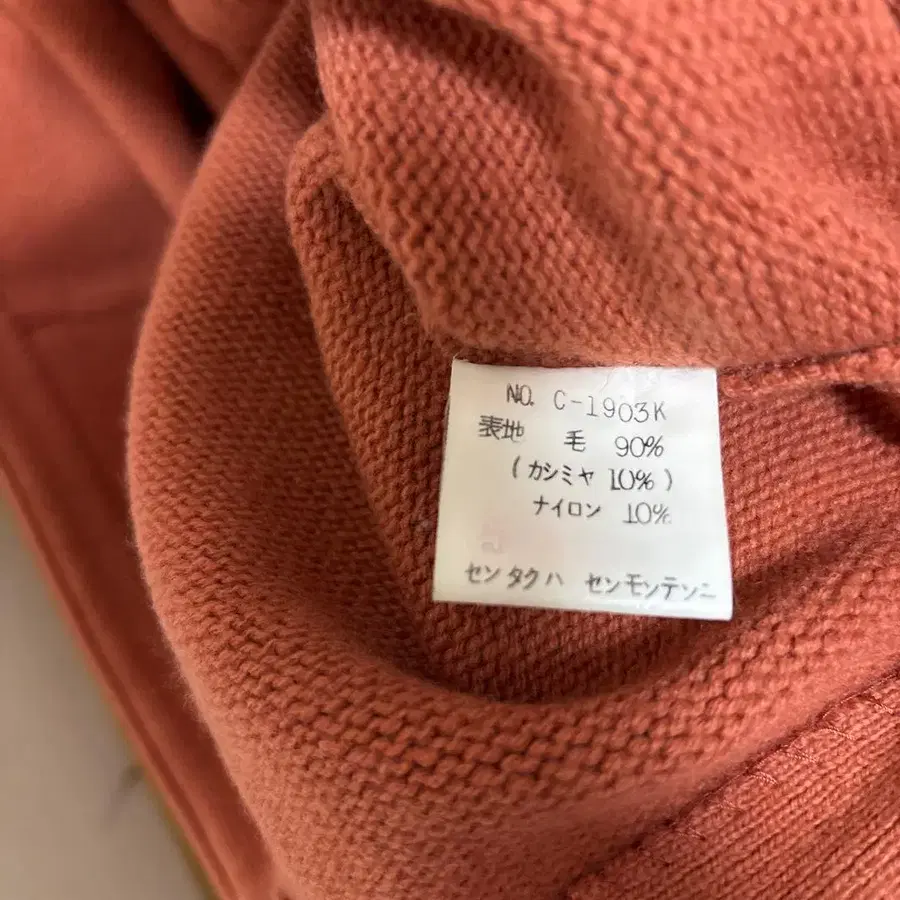 NO. C-1903K
表地 毛 90%
(カシミヤ 10%)
ナイロン 10%
センタクハ センモンテンニ